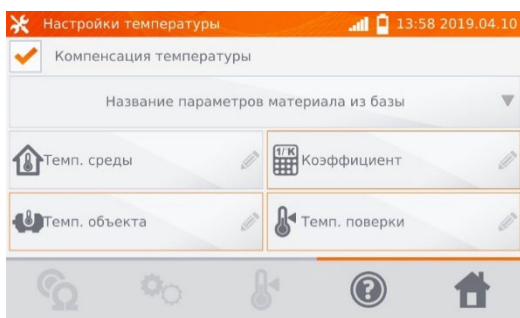 Настройки температуры 13:58 2019.04.10
Компенсация температуры
Название параметров материала из базы
Темп. среды
1/K Коэффициент
Темп. объекта
Темп. поверки